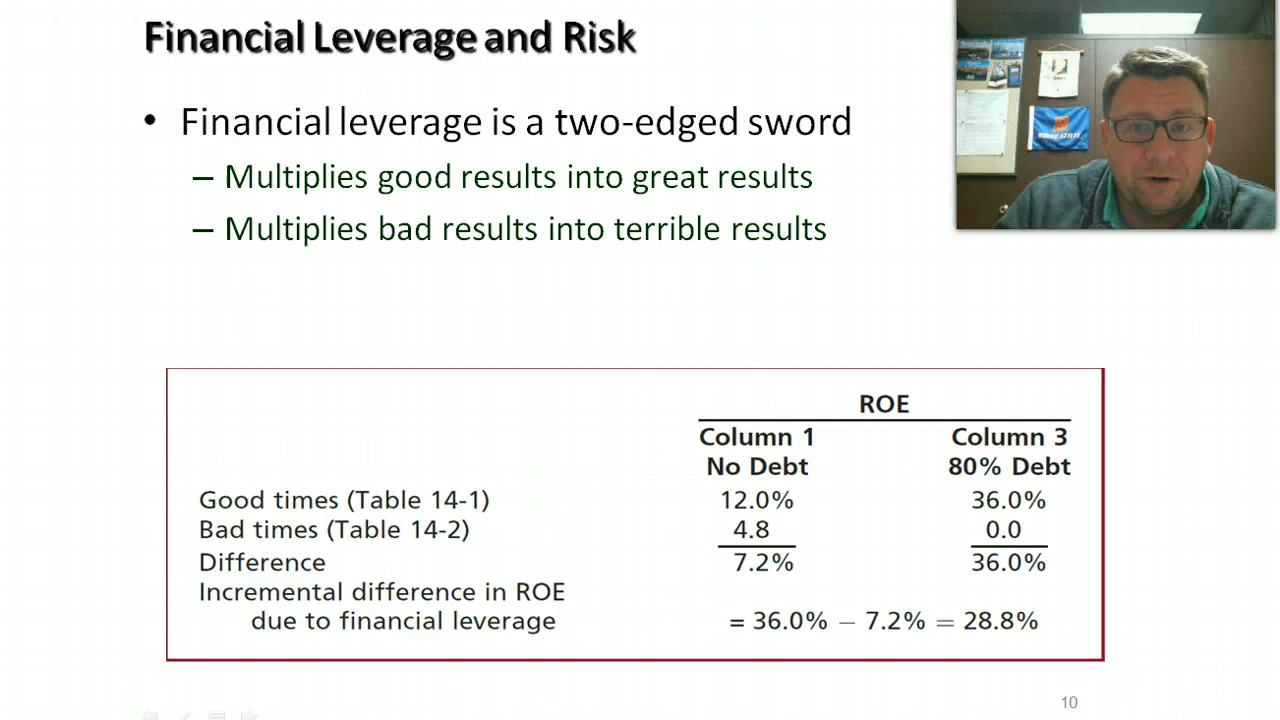 Financial Leverage and Risk
• Financial leverage is a two-edged sword
– Multiplies good results into great results
– Multiplies bad results into terrible results
ROE
Column 1 Column 3
No Debt 80% Debt
Good times (Table 14-1) 12.0% 36.0%
Bad times (Table 14-2) 4.8 0.0
Difference 7.2% 36.0%
Incremental difference in ROE
due to financial leverage = 36.0% − 7.2% = 28.8%
10